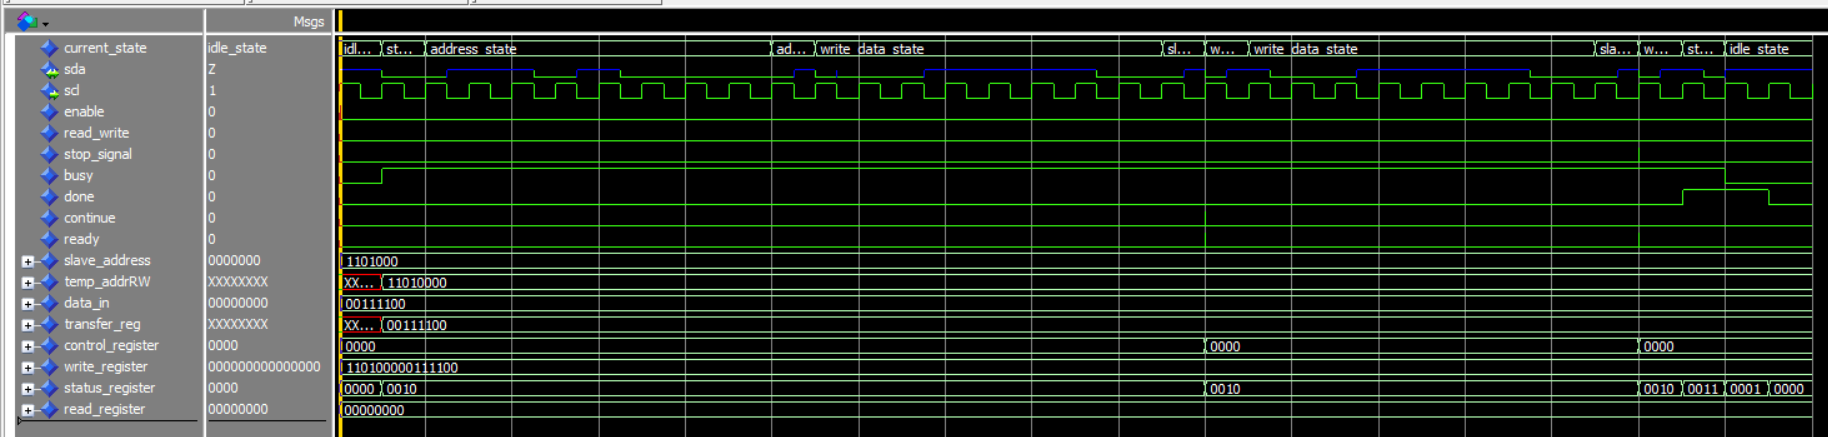 Msgs
current_state idle_state idl... st... address_state ad... write_data_state sl... w... write_data_state sla... w... st... idle_state
sda Z
scl 1
enable 0
read_write 0
stop_signal 0
busy 0
done 0
continue 0
ready 0
slave_address 0000000 1101000
temp_addrRW XXXXXXXX XX... 11010000
data_in 00000000 00111100
transfer_reg XXXXXXXX XX... 00111100
control_register 0000 0000 0000 0000
write_register 000000000000000 110100000111100
status_register 0000 0000 0010 0010 0010 0011 0001 0000
read_register 00000000 00000000